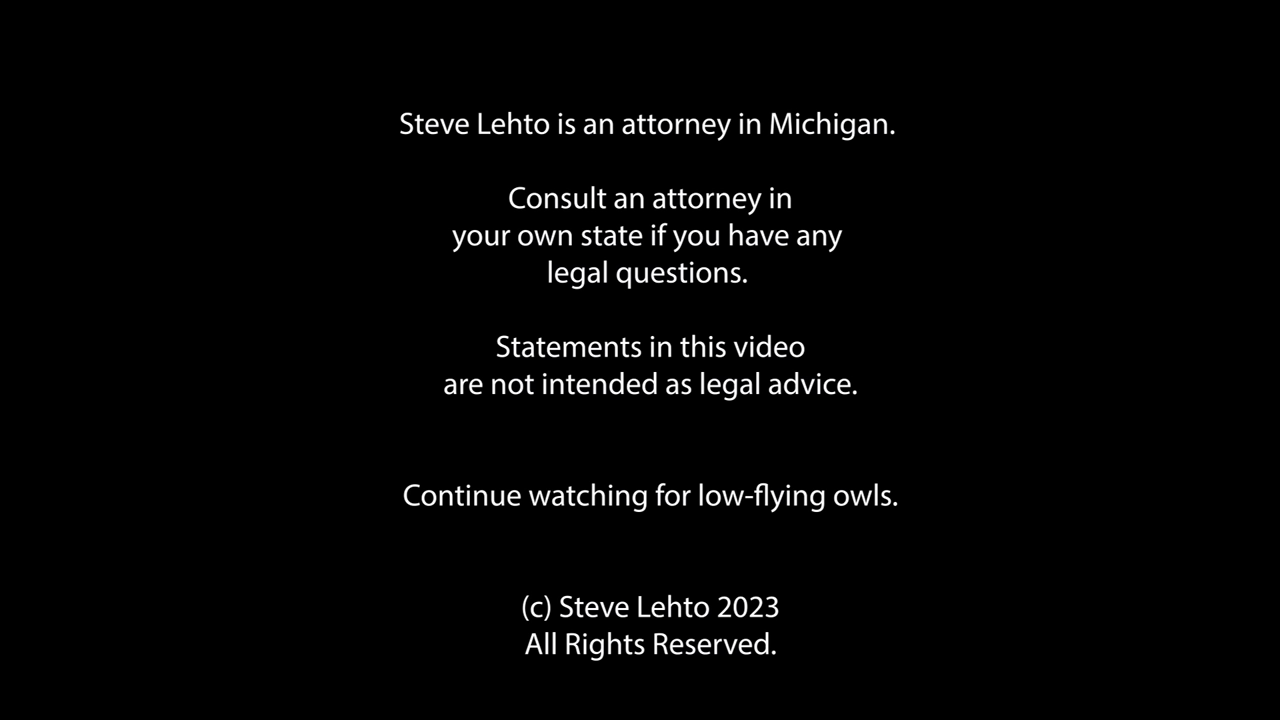 Steve Lehto is an attorney in Michigan.
Consult an attorney in
your own state if you have any
legal questions.
Statements in this video
are not intended as legal advice.
Continue watching for low-flying owls.
(c) Steve Lehto 2023
All Rights Reserved.